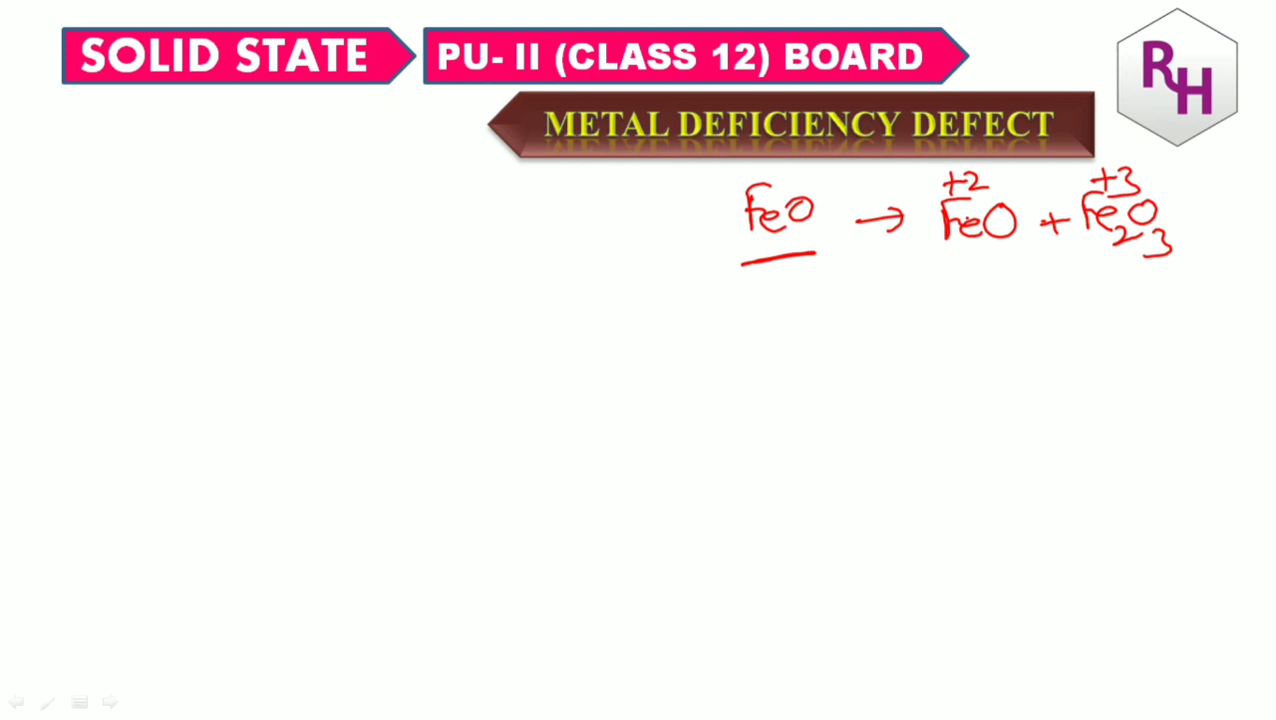 SOLID STATE PU- II (CLASS 12) BOARD
RH
METAL DEFICIENCY DEFECT
+2 +3
FeO → FeO + Fe2O3